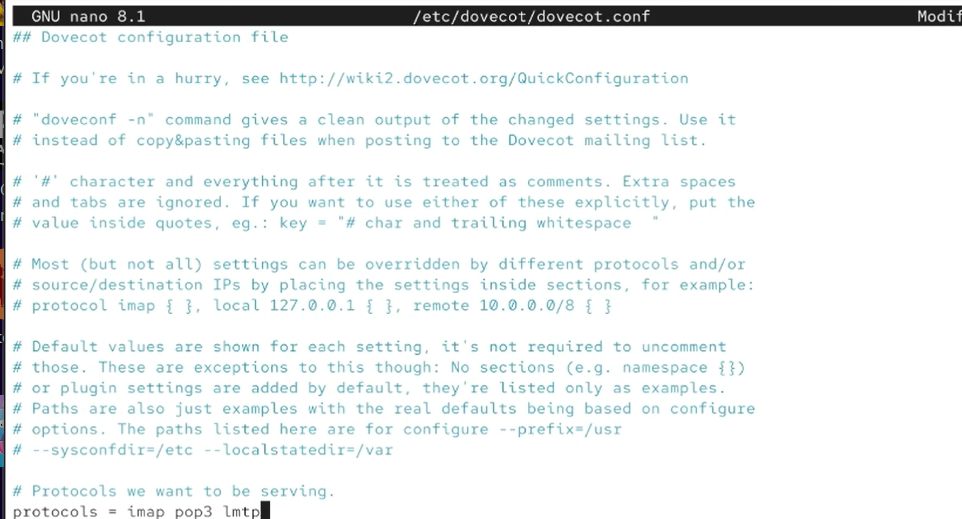 GNU nano 8.1 /etc/dovecot/dovecot.conf Modif
## Dovecot configuration file
# If you're in a hurry, see http://wiki2.dovecot.org/QuickConfiguration
# "doveconf -n" command gives a clean output of the changed settings. Use it
# instead of copy&pasting files when posting to the Dovecot mailing list.
# '#' character and everything after it is treated as comments. Extra spaces
# and tabs are ignored. If you want to use either of these explicitly, put the
# value inside quotes, eg.: key = "# char and trailing whitespace  "
# Most (but not all) settings can be overridden by different protocols and/or
# source/destination IPs by placing the settings inside sections, for example:
# protocol imap { }, local 127.0.0.1 { }, remote 10.0.0.0/8 { }
# Default values are shown for each setting, it's not required to uncomment
# those. These are exceptions to this though: No sections (e.g. namespace {})
# or plugin settings are added by default, they're listed only as examples.
# Paths are also just examples with the real defaults being based on configure
# options. The paths listed here are for configure --prefix=/usr
# --sysconfdir=/etc --localstatedir=/var
# Protocols we want to be serving.
protocols = imap pop3 lmtp